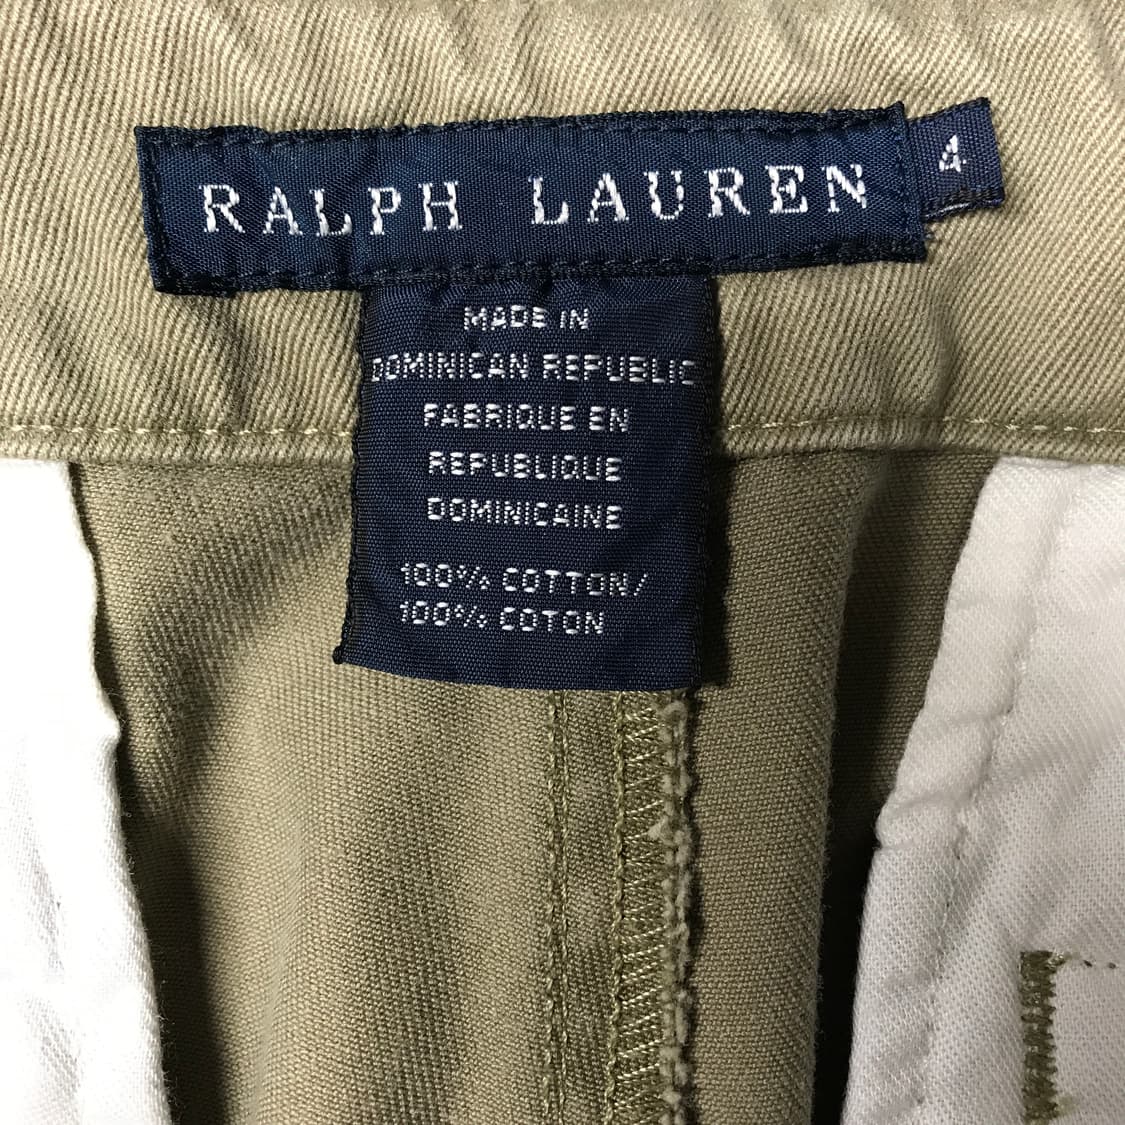 RALPH LAUREN 4
MADE IN
DOMINICAN REPUBLIC
FABRIQUE EN
REPUBLIQUE
DOMINICAINE
100% COTTON/
100% COTON